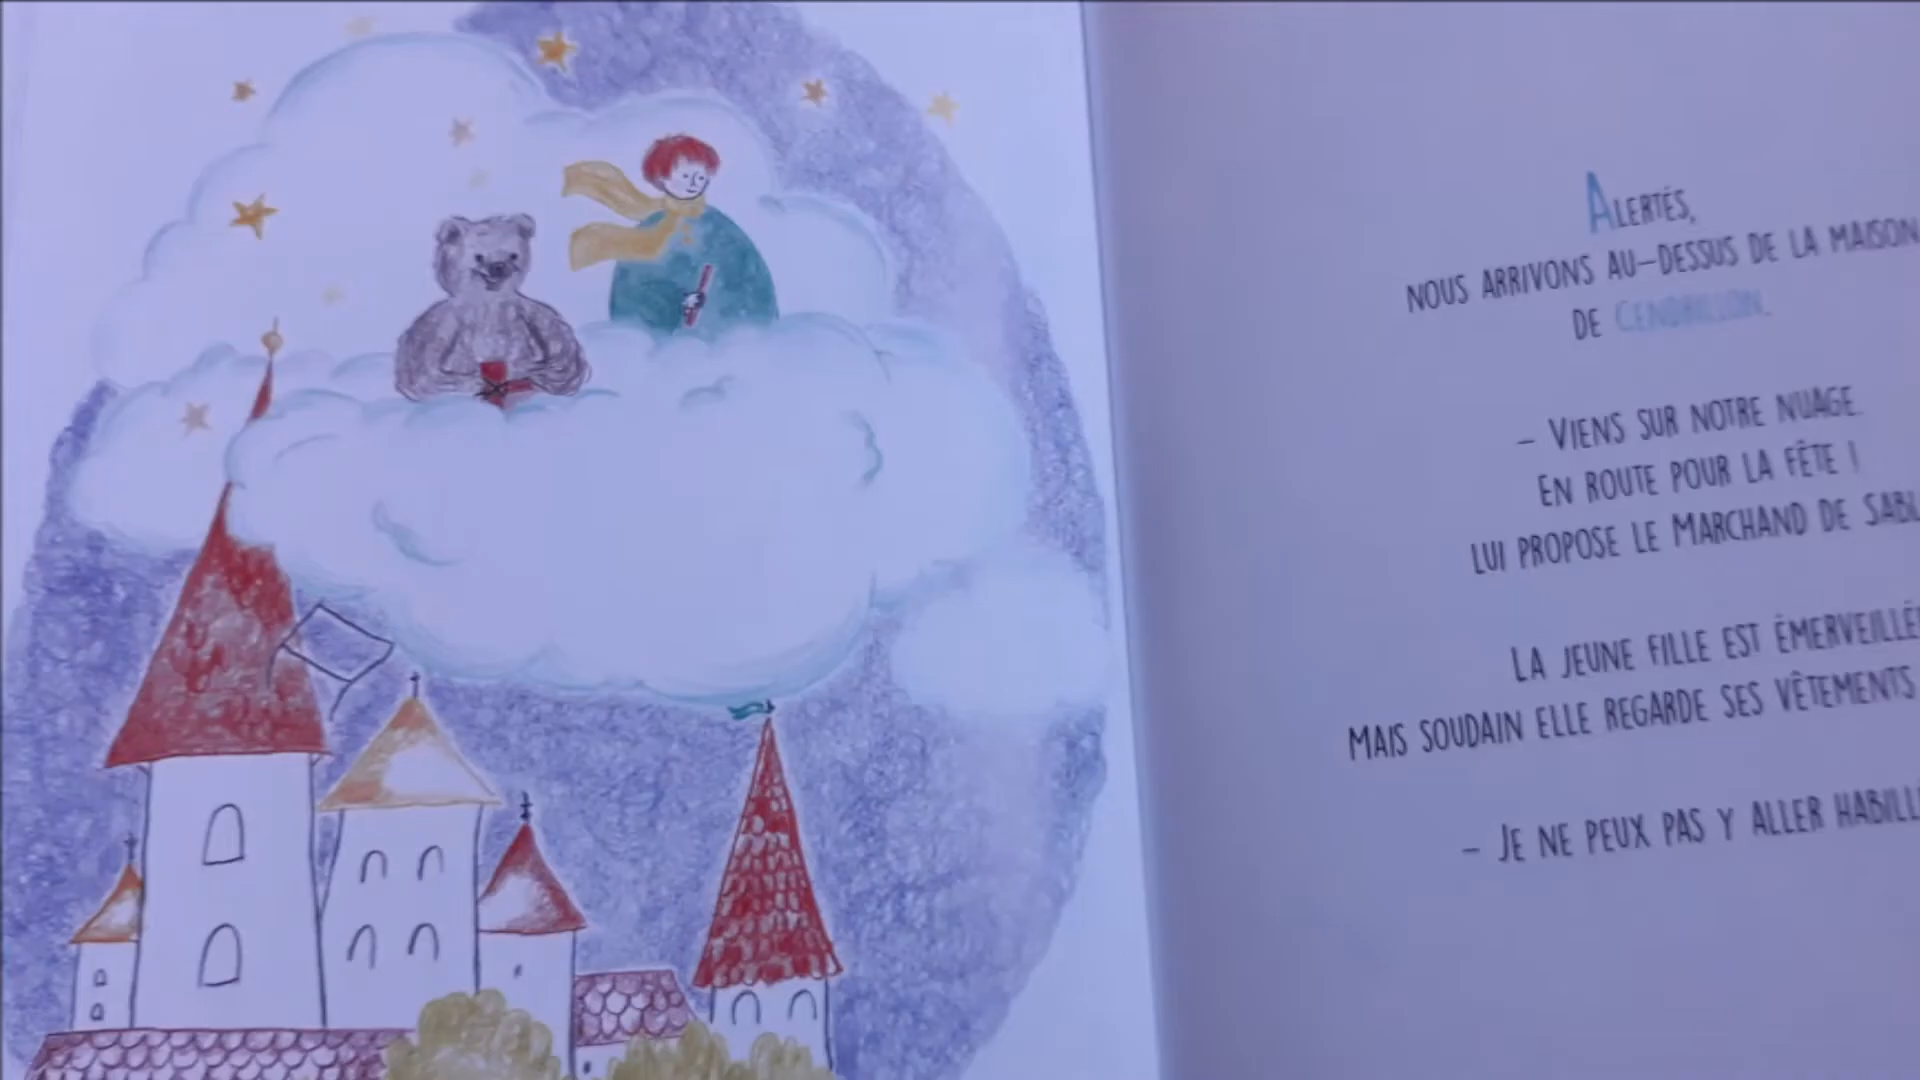 Alertés,
nous arrivons au-dessus de la maison
de Cendrillon.
– Viens sur notre nuage.
En route pour la fête !
lui propose le Marchand de
La jeune fille est émerveillée
mais soudain elle regarde ses vêtements
– Je ne peux pas y aller